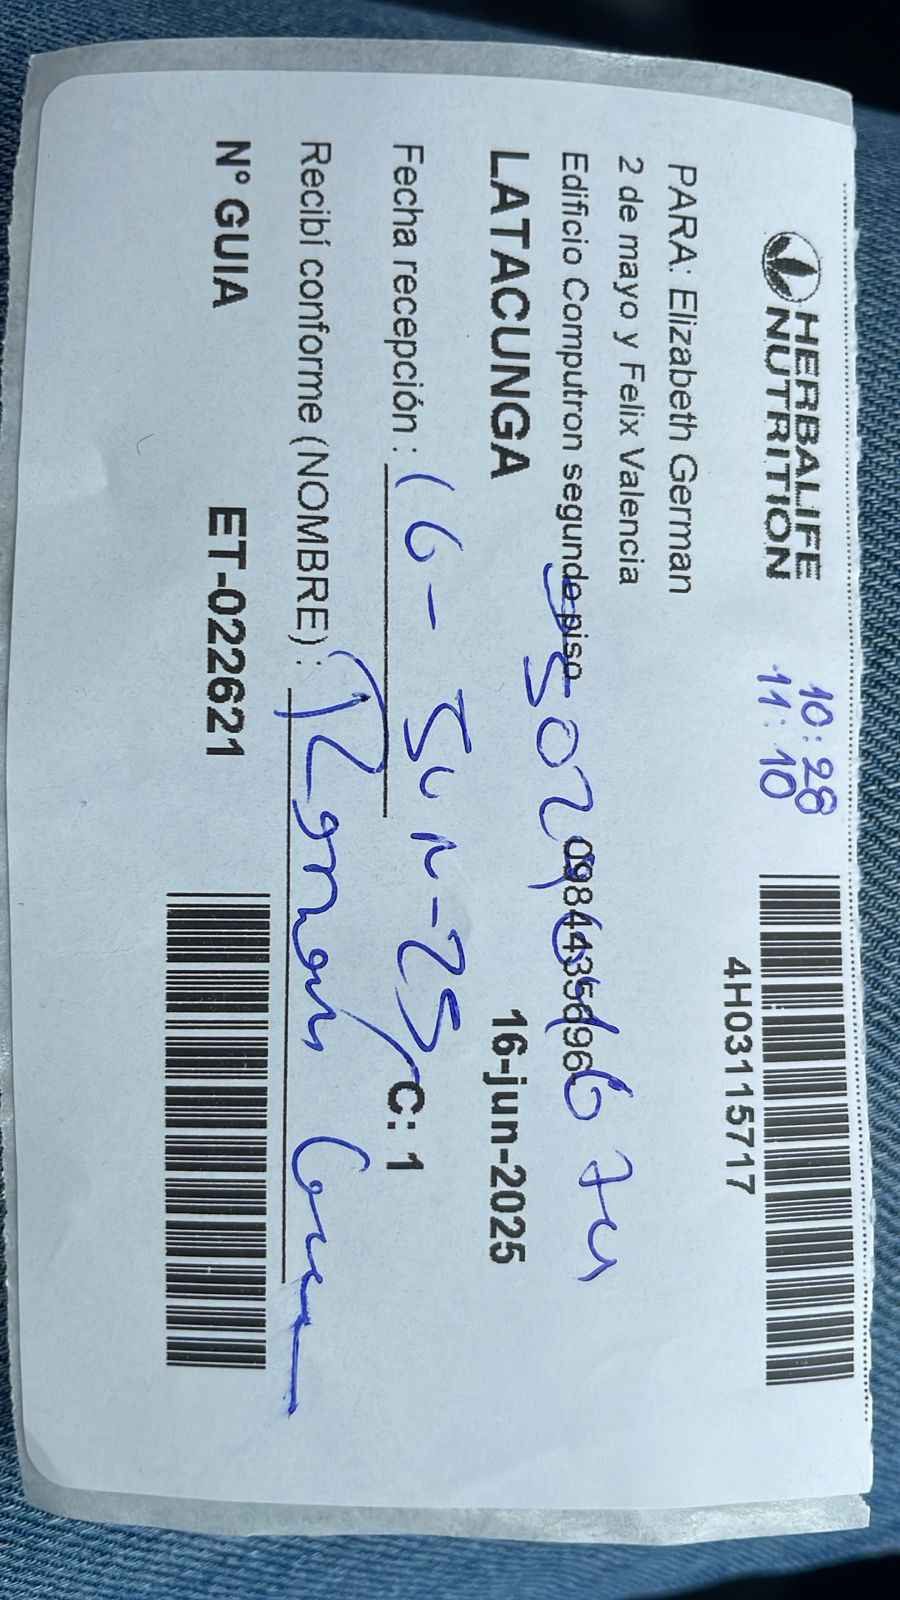 HERBALIFE
NUTRITION
10:28
11:10
4H03115717
PARA: Elizabeth German
2 de mayo y Felix Valencia
Edificio Computron segundo piso
0984435696
LATACUNGA
16-jun-2025
Fecha recepción : 16-Jun-25
C: 1
Recibí conforme (NOMBRE) :
Nº GUIA
ET-022621